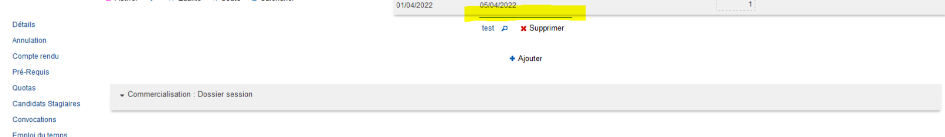 01/04/2022 05/04/2022 1
Détails
test Supprimer
Annulation
Compte rendu
Ajouter
Pré-Requis
Quotas
Commercialisation : Dossier session
Candidats Stagiaires
Convocations
Emploi du temps